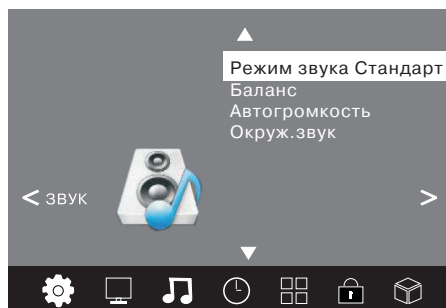 Режим звука Стандарт
Баланс
Автогромкость
Окруж.звук
< ЗВУК >